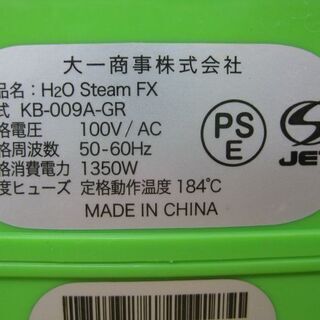 大一商事株式会社
品名：H2O Steam FX
式 KB-009A-GR
格電圧 100V/AC
格周波数 50-60Hz
格消費電力 1350W
度ヒューズ 定格動作温度 184℃
MADE IN CHINA
PS
E
JET